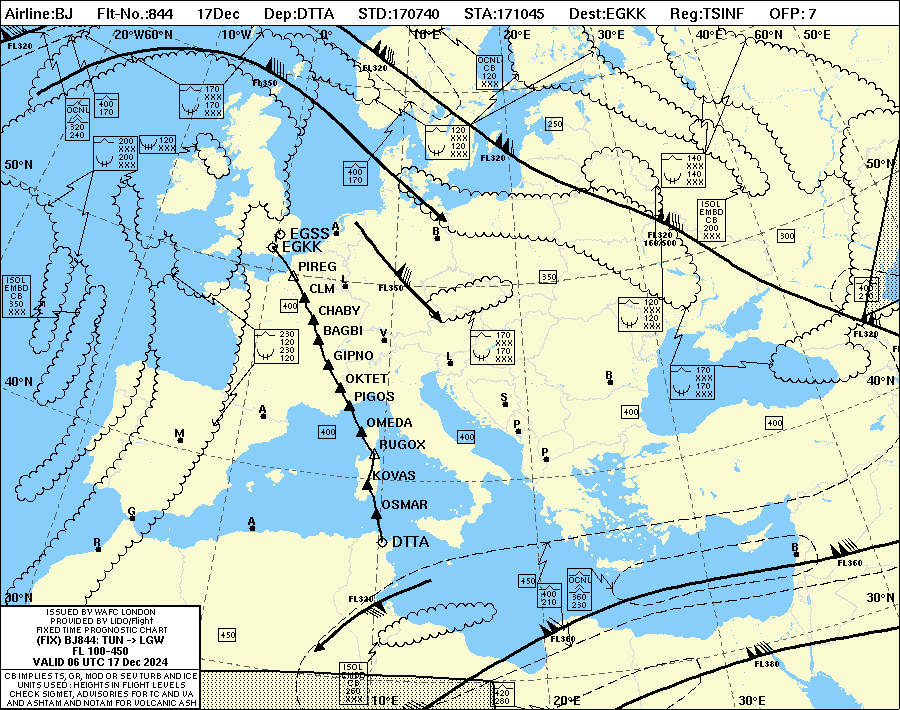 Airline:BJ Flt-No.:844 17Dec Dep:DTTA STD:170740 STA:171045 Dest:EGKK Reg:TSINF OFP: 7
20°W60°N 10°W 0° 10°E 20°E 30°E 40°E 60°N 50°E
FL320
FL350
FL320
OCNL
CB
120
XXX
OCNL
320
240
400
170
170
XXX
170
XXX
200
XXX
200
XXX
120
XXX
120
XXX
120
XXX
250
FL320
50°N
50°N
400
170
140
XXX
140
XXX
ISOL
EMBD
CB
200
XXX
EGSS
EGKK
A
B
FL320
160/500
300
PIREG
L
350
CLM
FL350
ISOL
EMBD
CB
350
XXX
400
210
400
CHABY
120
XXX
120
XXX
FL320
BAGBI
V
230
120
230
120
170
XXX
170
XXX
GIPNO
L
40°N
OKTET
B
170
XXX
170
XXX
40°N
PIGOS
S
A
400
P
400
OMEDA
M
400
400
RUGOX
P
KOVAS
OSMAR
G
A
DTTA
R
B
FL360
450
400
210
OCNL
CB
360
230
30°N
FL320
30°N
450
FL360
FL380
ISOL
EMBD
CB
260
XXX
420
280
10°E 20°E 30°E
ISSUED BY WAFC LONDON
PROVIDED BY LIDO/Flight
FIXED TIME PROGNOSTIC CHART
(FIX) BJ844: TUN -> LGW
FL 100-450
VALID 06 UTC 17 Dec 2024
CB IMPLIES TS, GR, MOD OR SEV TURB AND ICE
UNITS USED : HEIGHTS IN FLIGHT LEVELS
CHECK SIGMET, ADVISORIES FOR TC AND VA
AND ASHTAM AND NOTAM FOR VOLCANIC ASH